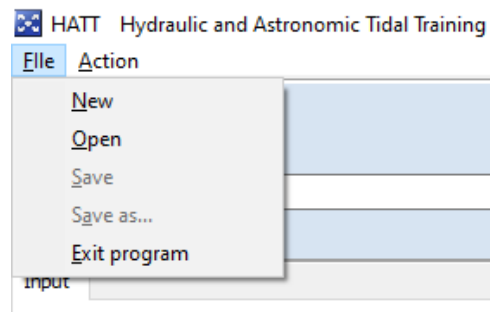 HATT Hydraulic and Astronomic Tidal Training
FIle Action
New
Open
Save
Save as...
Exit program
Input